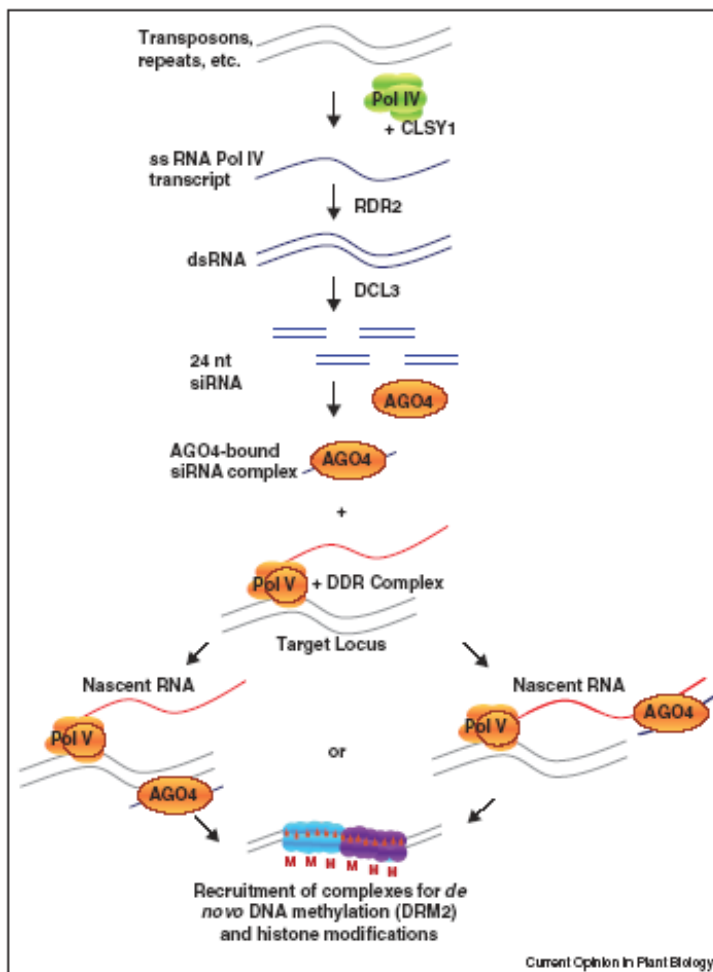 Transposons,
repeats, etc.
Pol IV
+ CLSY1
ss RNA Pol IV
transcript
RDR2
dsRNA
DCL3
24 nt
siRNA
AGO4
AGO4-bound
siRNA complex
AGO4
+
Pol V
+ DDR Complex
Target Locus
Nascent RNA
Nascent RNA
AGO4
Pol V
Pol V
or
AGO4
M M H M H H
Recruitment of complexes for de
novo DNA methylation (DRM2)
and histone modifications
Current Opinion in Plant Biology